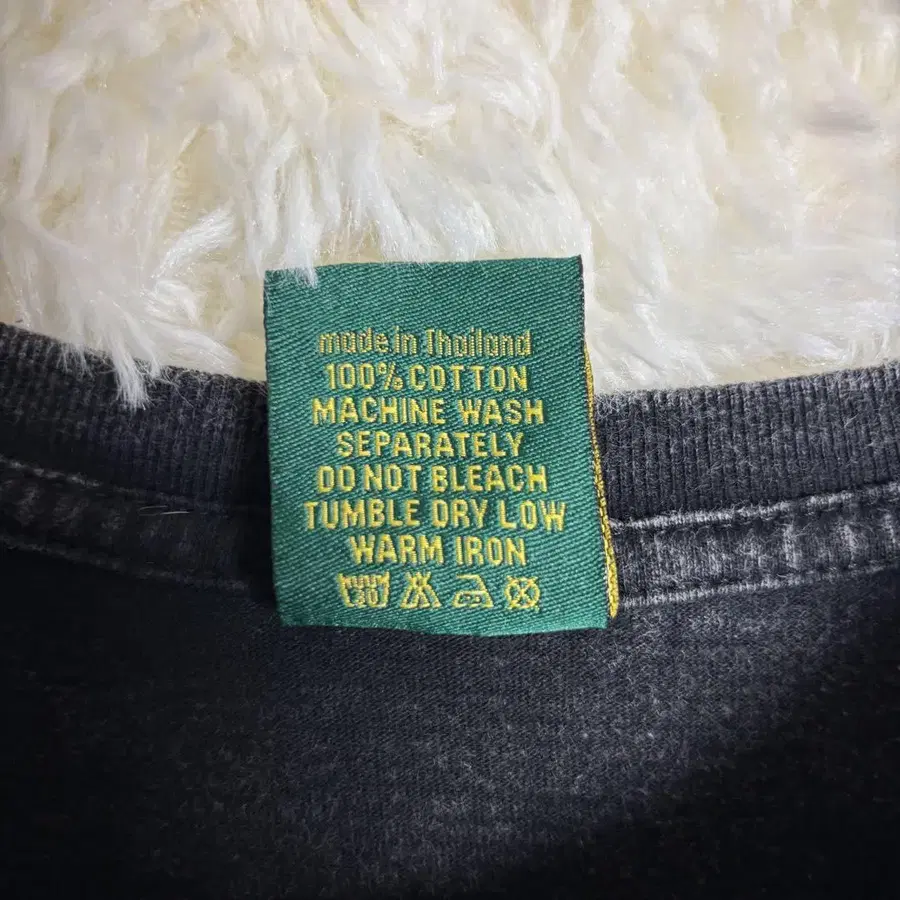 made in Thailand
100% COTTON
MACHINE WASH
SEPARATELY
DO NOT BLEACH
TUMBLE DRY LOW
WARM IRON